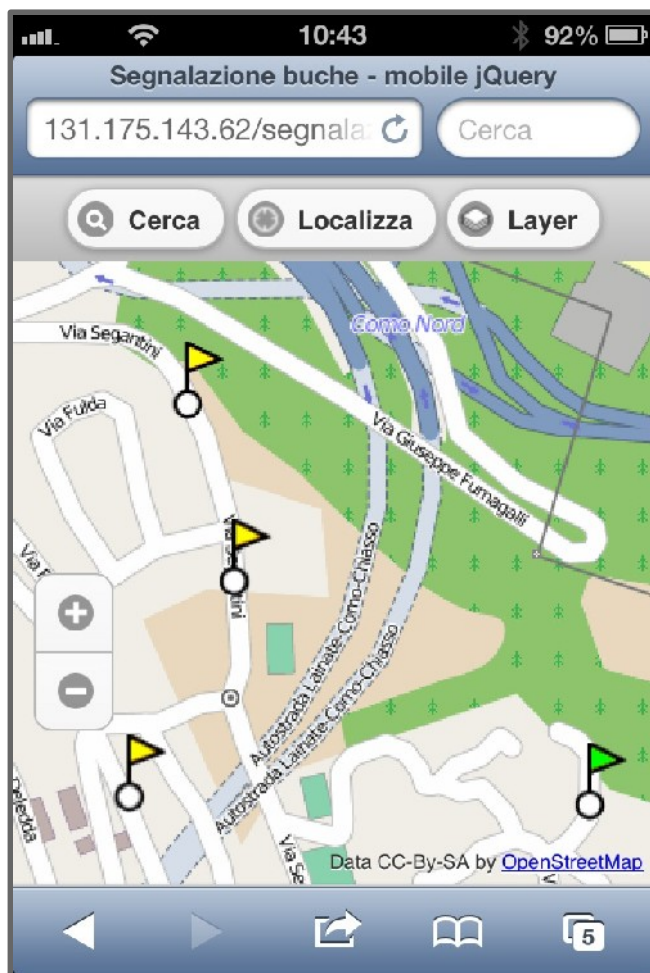 10:43
92%
Segnalazione buche - mobile jQuery
131.175.143.62/segnala
Cerca
Cerca
Localizza
Layer
Como Nord
Via Segantini
Via Fulda
Via Giuseppe Fumagalli
Autostrada Lainate-Como-Chiasso
Autostrada Lainate-Como-Chiasso
Deledda
Data CC-By-SA by OpenStreetMap
5